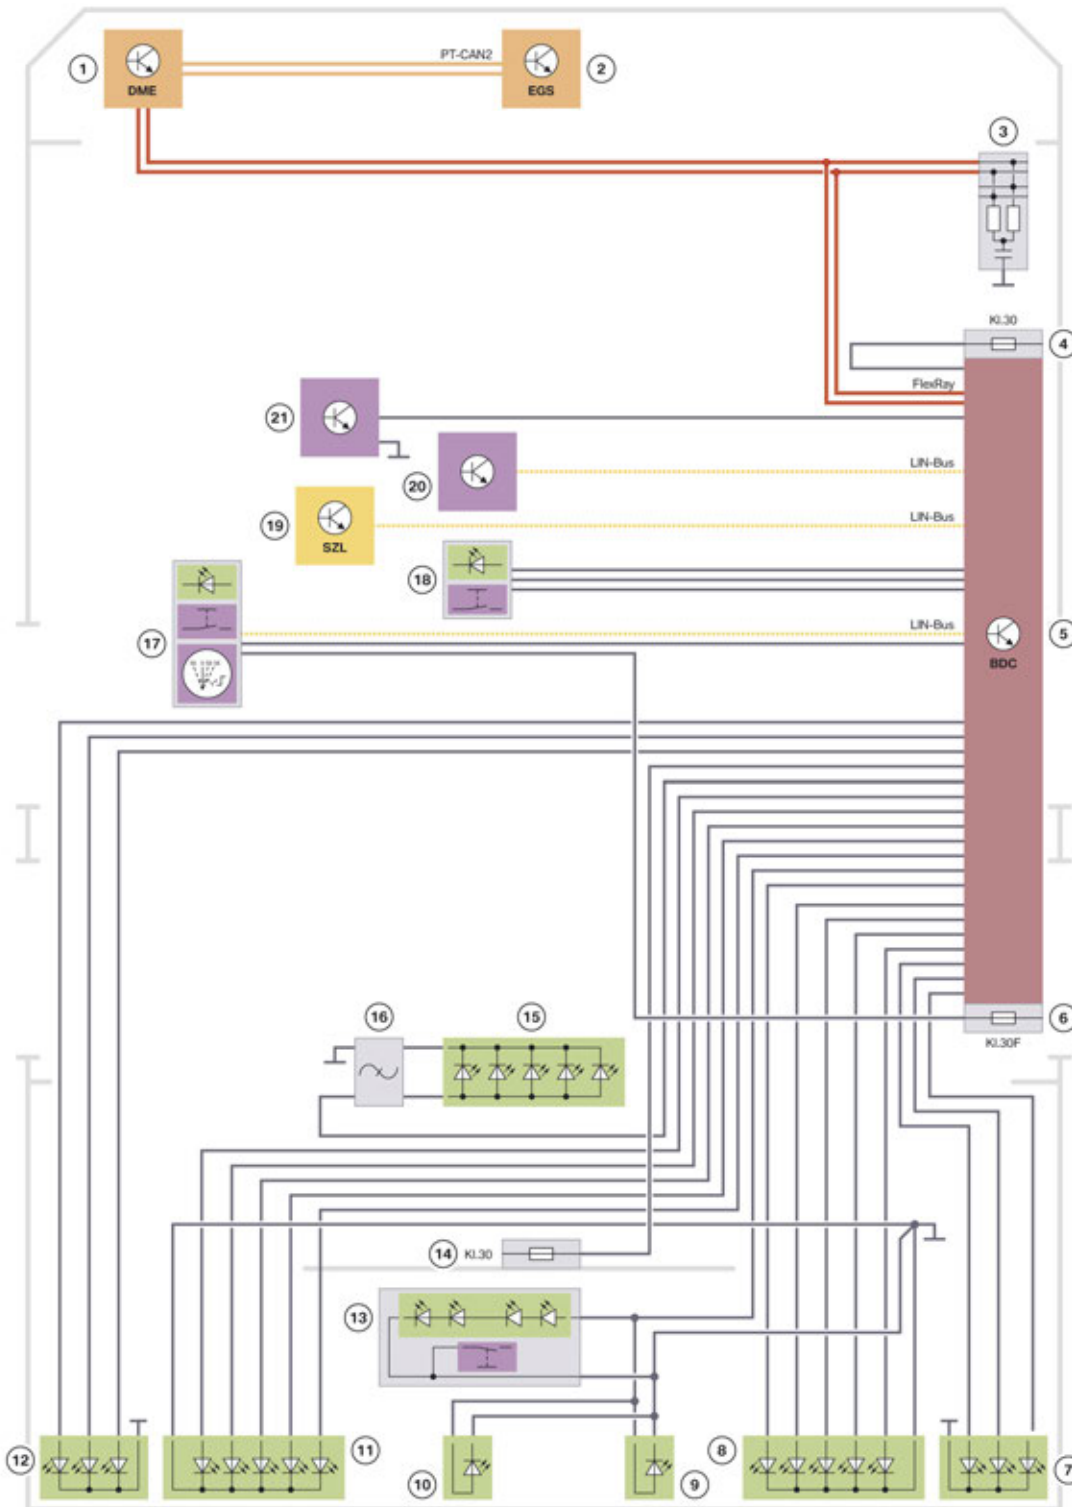 PT-CAN2
1
DME
EGS
2
3
Kl.30
4
FlexRay
21
LIN-Bus
20
LIN-Bus
19
SZL
18
LIN-Bus
17
5
BDC
16
15
6
Kl.30F
14
Kl.30
13
12
11
10
9
8
7